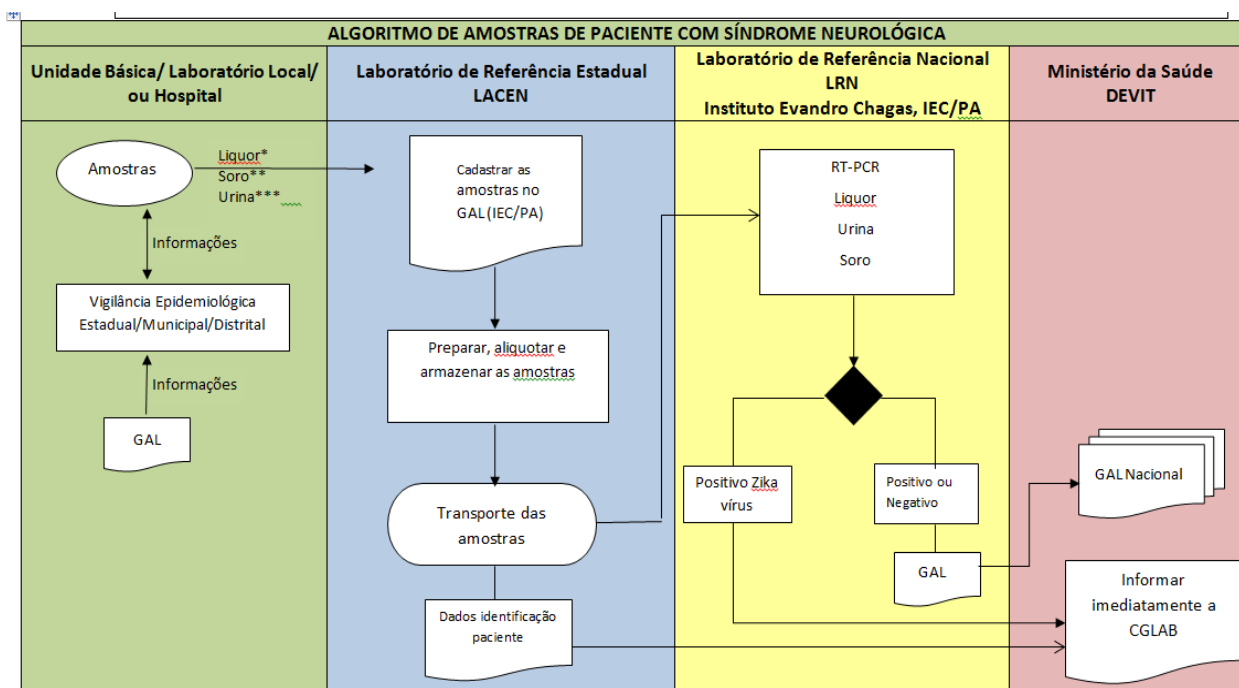 ALGORITMO DE AMOSTRAS DE PACIENTE COM SÍNDROME NEUROLÓGICA
Unidade Básica/ Laboratório Local/
ou Hospital
Laboratório de Referência Estadual
LACEN
Laboratório de Referência Nacional
LRN
Instituto Evandro Chagas, IEC/PA
Ministério da Saúde
DEVIT
Amostras
Liquor*
Soro**
Urina***
Informações
Vigilância Epidemiológica
Estadual/Municipal/Distrital
Informações
GAL
Cadastrar as
amostras no
GAL (IEC/PA)
Preparar, aliquotar e
armazenar as amostras
Transporte das
amostras
Dados identificação
paciente
RT-PCR
Liquor
Urina
Soro
Positivo Zika
vírus
Positivo ou
Negativo
GAL
GAL Nacional
Informar
imediatamente a
CGLAB